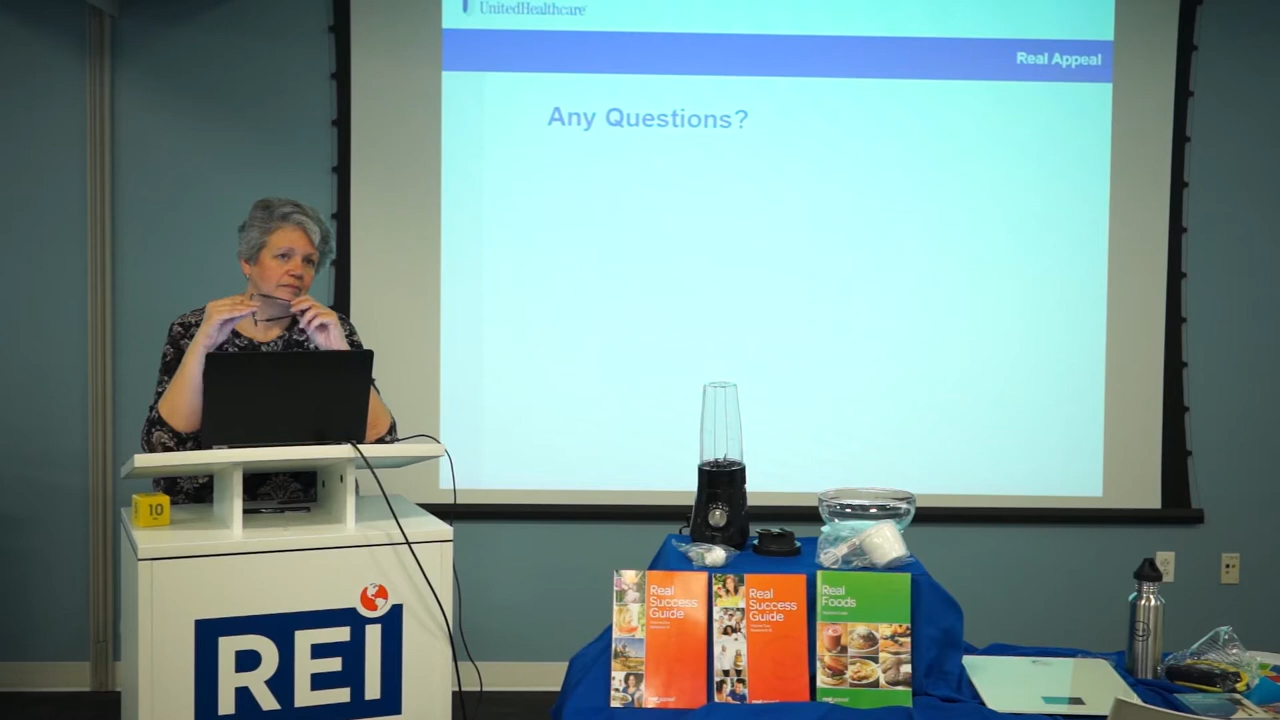 UnitedHealthcare
Real Appeal
Any Questions?
10
REI
Real
Success
Guide
Real
Success
Guide
Real
Foods